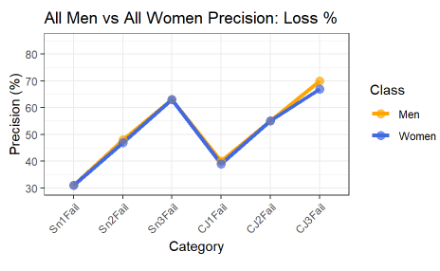 All Men vs All Women Precision: Loss %
Precision (%)
80
70
60
50
40
30
Sn1Fail
Sn2Fail
Sn3Fail
CJ1Fail
CJ2Fail
CJ3Fail
Category
Class
Men
Women